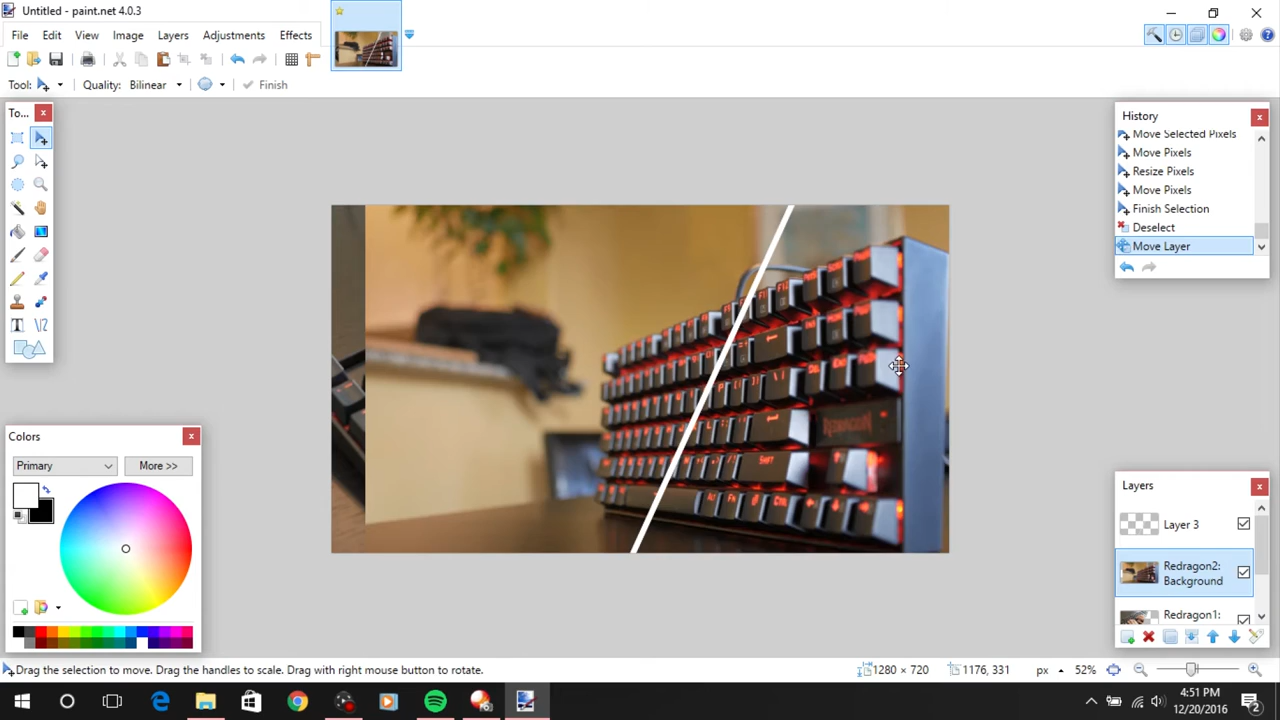 Untitled - paint.net 4.0.3
File Edit View Image Layers Adjustments Effects
Tool: Quality: Bilinear Finish
To...
History
Move Selected Pixels
Move Pixels
Resize Pixels
Move Pixels
Finish Selection
Deselect
Move Layer
Colors
Primary More >>
Layers
Layer 3
Redragon2:
Background
Redragon1:
REDRAGON
Shift
Drag the selection to move. Drag the handles to scale. Drag with right mouse button to rotate.
1280 × 720 1176, 331 px 52%
4:51 PM
12/20/2016
2